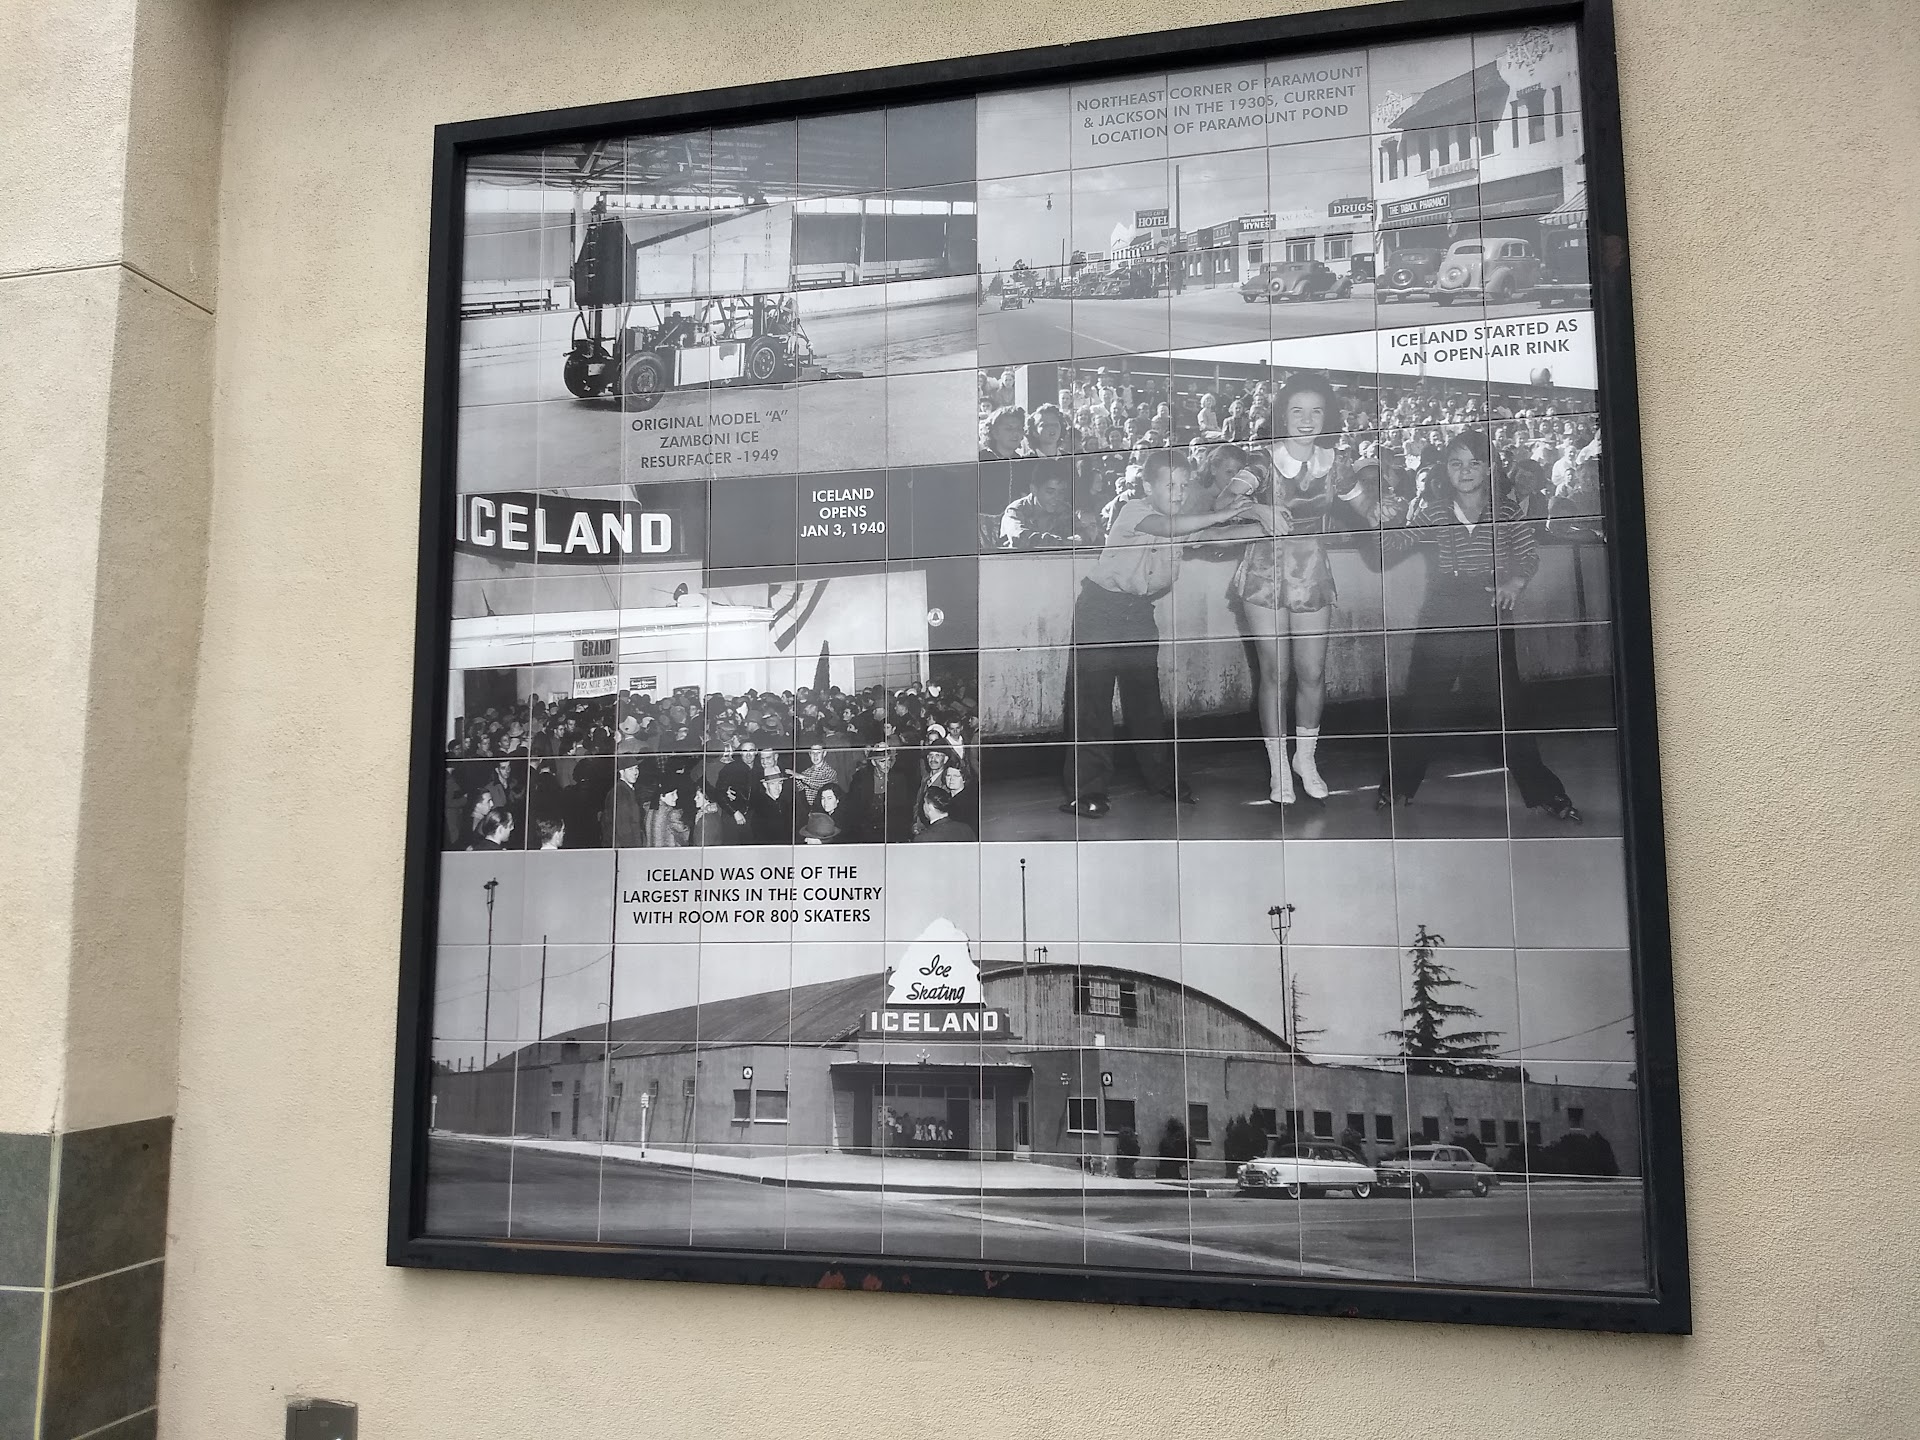 NORTHEAST CORNER OF PARAMOUNT
& JACKSON IN THE 1930S, CURRENT
LOCATION OF PARAMOUNT POND
HOTEL
HYNES
DRUGS
THE TABACK PHARMACY
ORIGINAL MODEL “A”
ZAMBONI ICE
RESURFACER -1949
ICELAND STARTED AS
AN OPEN-AIR RINK
ICELAND
ICELAND
OPENS
JAN 3, 1940
GRAND
OPENING
ICELAND WAS ONE OF THE
LARGEST RINKS IN THE COUNTRY
WITH ROOM FOR 800 SKATERS
Ice
Skating
ICELAND